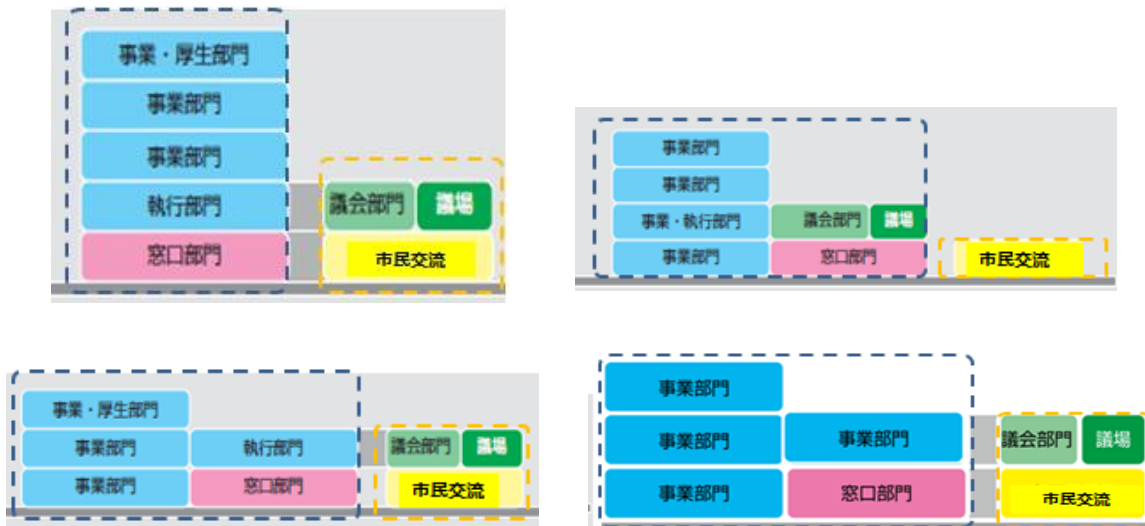 事業・厚生部門
事業部門
事業部門
執行部門
議会部門 議場
窓口部門
市民交流
事業部門
事業部門
事業・執行部門 議会部門 議場
事業部門 窓口部門
市民交流
事業・厚生部門
事業部門 執行部門 議会部門 議場
事業部門 窓口部門
市民交流
事業部門
事業部門 事業部門 議会部門 議場
事業部門 窓口部門
市民交流